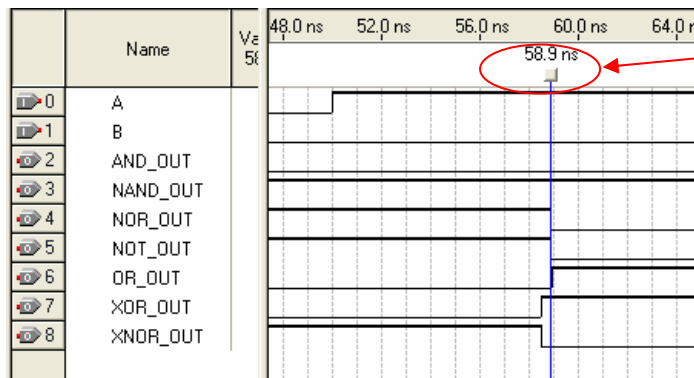 48.0 ns 52.0 ns 56.0 ns 60.0 ns 64.0
Name
58.9 ns
0 A
1 B
2 AND_OUT
3 NAND_OUT
4 NOR_OUT
5 NOT_OUT
6 OR_OUT
7 XOR_OUT
8 XNOR_OUT